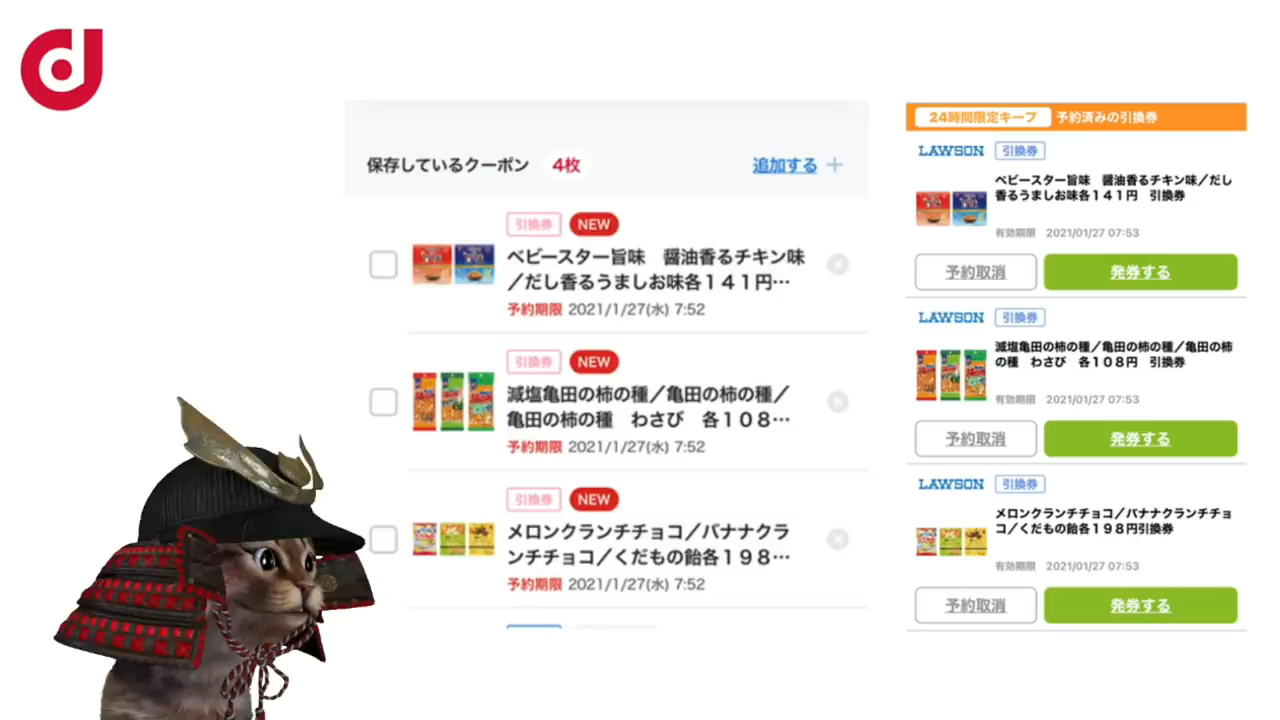 d
保存しているクーポン 4枚 追加する +
引換券 NEW
ベビースター旨味 醤油香るチキン味
／だし香るうましお味各１４１円…
予約期限 2021/1/27(水) 7:52
引換券 NEW
減塩亀田の柿の種／亀田の柿の種／
亀田の柿の種 わさび 各１０８…
予約期限 2021/1/27(水) 7:52
引換券 NEW
メロンクランチチョコ／バナナクラ
ンチチョコ／くだもの飴各１９８…
予約期限 2021/1/27(水) 7:52
24時間限定キープ 予約済みの引換券
LAWSON 引換券
ベビースター旨味 醤油香るチキン味／だし
香るうましお味各１４１円 引換券
有効期限 2021/01/27 07:53
予約取消 発券する
LAWSON 引換券
減塩亀田の柿の種／亀田の柿の種／亀田の柿
の種 わさび 各１０８円 引換券
有効期限 2021/01/27 07:53
予約取消 発券する
LAWSON 引換券
メロンクランチチョコ／バナナクランチチョ
コ／くだもの飴各１９８円引換券
有効期限 2021/01/27 07:53
予約取消 発券する